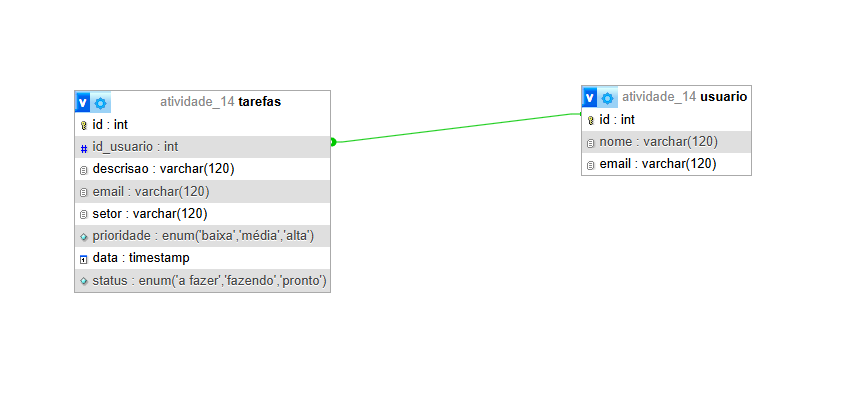 atividade_14 tarefas
id : int
id_usuario : int
descrisao : varchar(120)
email : varchar(120)
setor : varchar(120)
prioridade : enum('baixa','média','alta')
data : timestamp
status : enum('a fazer','fazendo','pronto')
atividade_14 usuario
id : int
nome : varchar(120)
email : varchar(120)